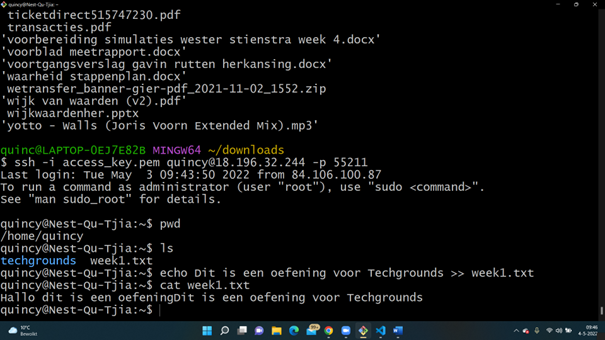 quincy@Nest-Qu-Tjia: ~
ticketdirect515747230.pdf
transacties.pdf
'voorbereiding simulaties wester stienstra week 4.docx'
'voorblad meetrapport.docx'
'voortgangsverslag gavin rutten herkansing.docx'
'waarheid stappenplan.docx'
wetransfer_banner-gier-pdf_2021-11-02_1552.zip
'wijk van waarden (v2).pdf'
wijkwaardenher.pptx
'yotto - Walls (Joris Voorn Extended Mix).mp3'
quinc@LAPTOP-OEJ7E82B MINGW64 ~/downloads
$ ssh -i access_key.pem quincy@18.196.32.244 -p 55211
Last login: Tue May  3 09:43:50 2022 from 84.106.100.87
To run a command as administrator (user "root"), use "sudo <command>".
See "man sudo_root" for details.
quincy@Nest-Qu-Tjia:~$ pwd
/home/quincy
quincy@Nest-Qu-Tjia:~$ ls
techgrounds  week1.txt
quincy@Nest-Qu-Tjia:~$ echo Dit is een oefening voor Techgrounds >> week1.txt
quincy@Nest-Qu-Tjia:~$ cat week1.txt
Hallo dit is een oefeningDit is een oefening voor Techgrounds
quincy@Nest-Qu-Tjia:~$
10°C
Bewolkt
99+
09:46
4-5-2022